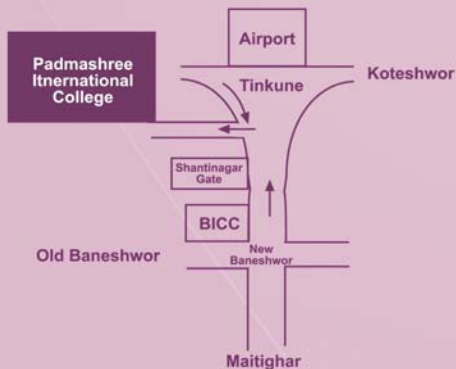 Airport
Padmashree
Itnernational
College
Tinkune
Koteshwor
Shantinagar
Gate
BICC
New
Baneshwor
Old Baneshwor
Maitighar